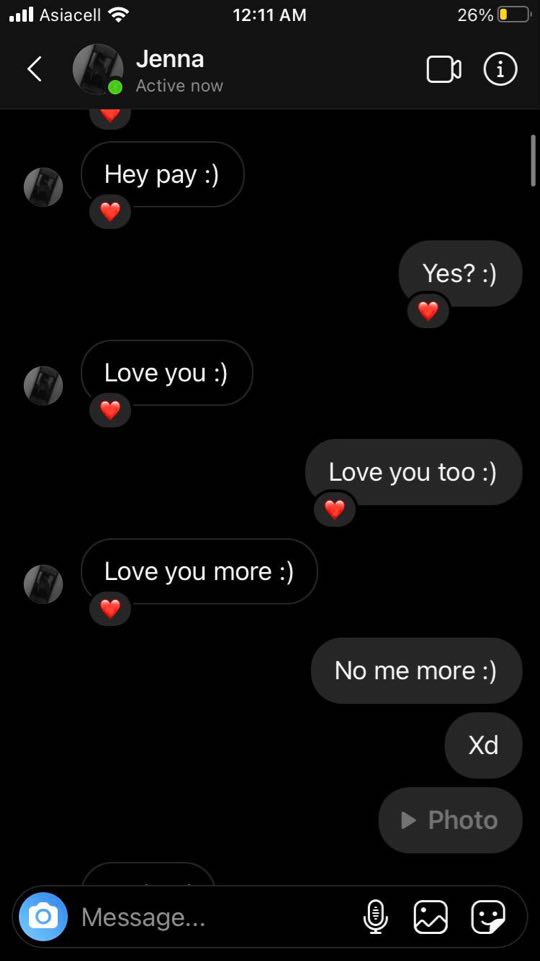 Asiacell 12:11 AM 26%
Jenna
Active now
Hey pay :)
Yes? :)
Love you :)
Love you too :)
Love you more :)
No me more :)
Xd
Photo
Message...